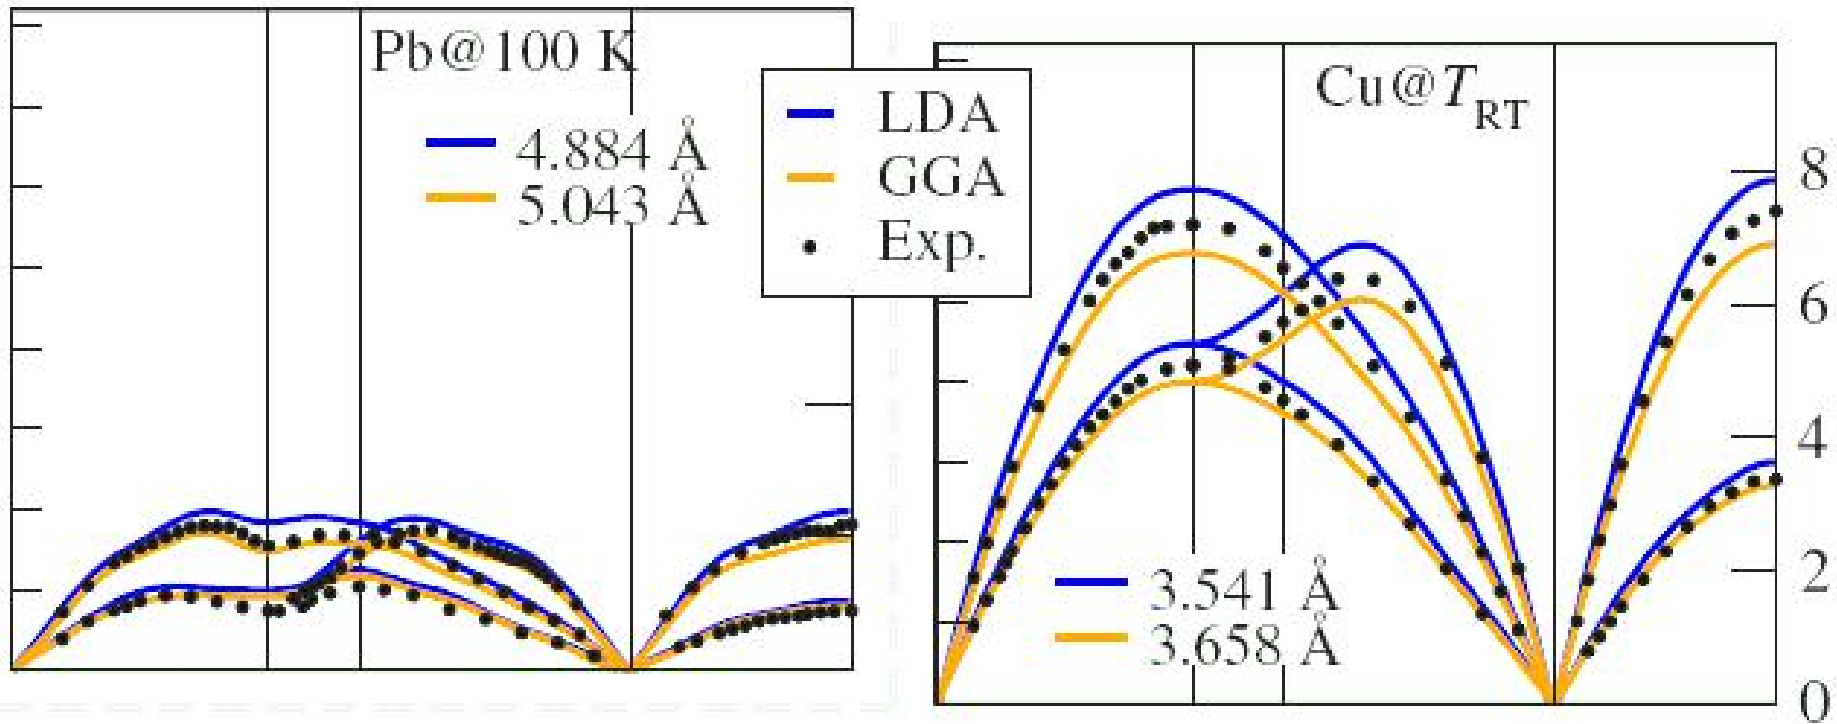 Pb@100 K
4.884 Å
5.043 Å
LDA
GGA
Exp.
Cu@T_RT
3.541 Å
3.658 Å
8
6
4
2
0